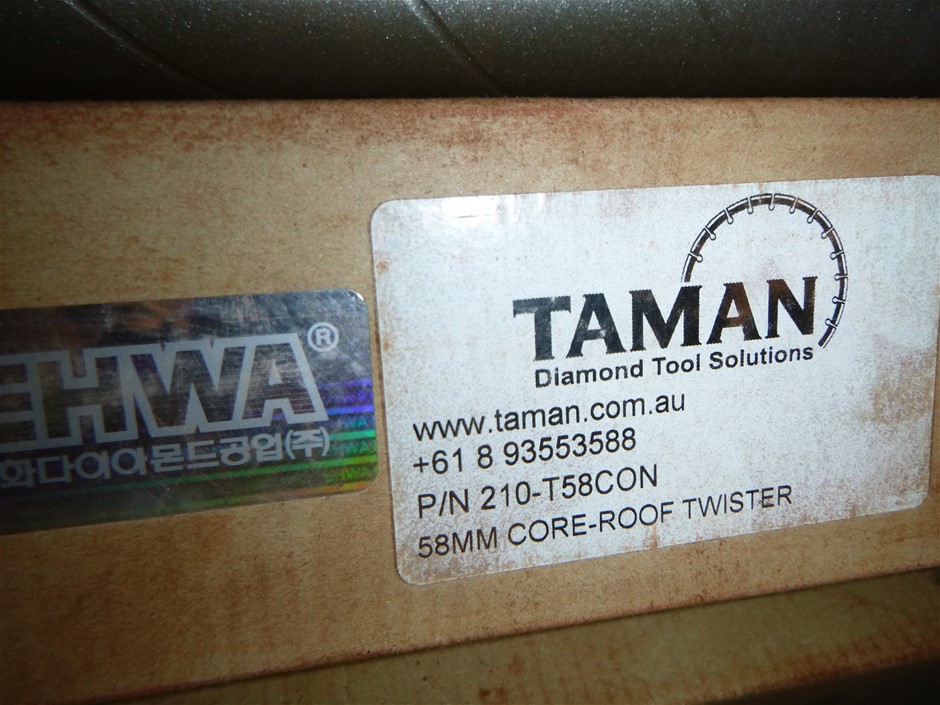 EHWA®
화다이아몬드공업(주)
TAMAN
Diamond Tool Solutions
www.taman.com.au
+61 8 93553588
P/N 210-T58CON
58MM CORE-ROOF TWISTER